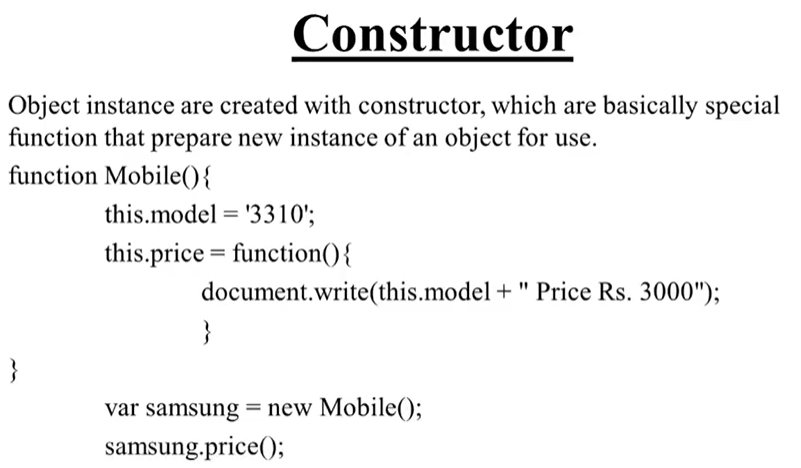 Constructor
Object instance are created with constructor, which are basically special
function that prepare new instance of an object for use.
function Mobile(){
this.model = '3310';
this.price = function(){
document.write(this.model + " Price Rs. 3000");
}
}
var samsung = new Mobile();
samsung.price();